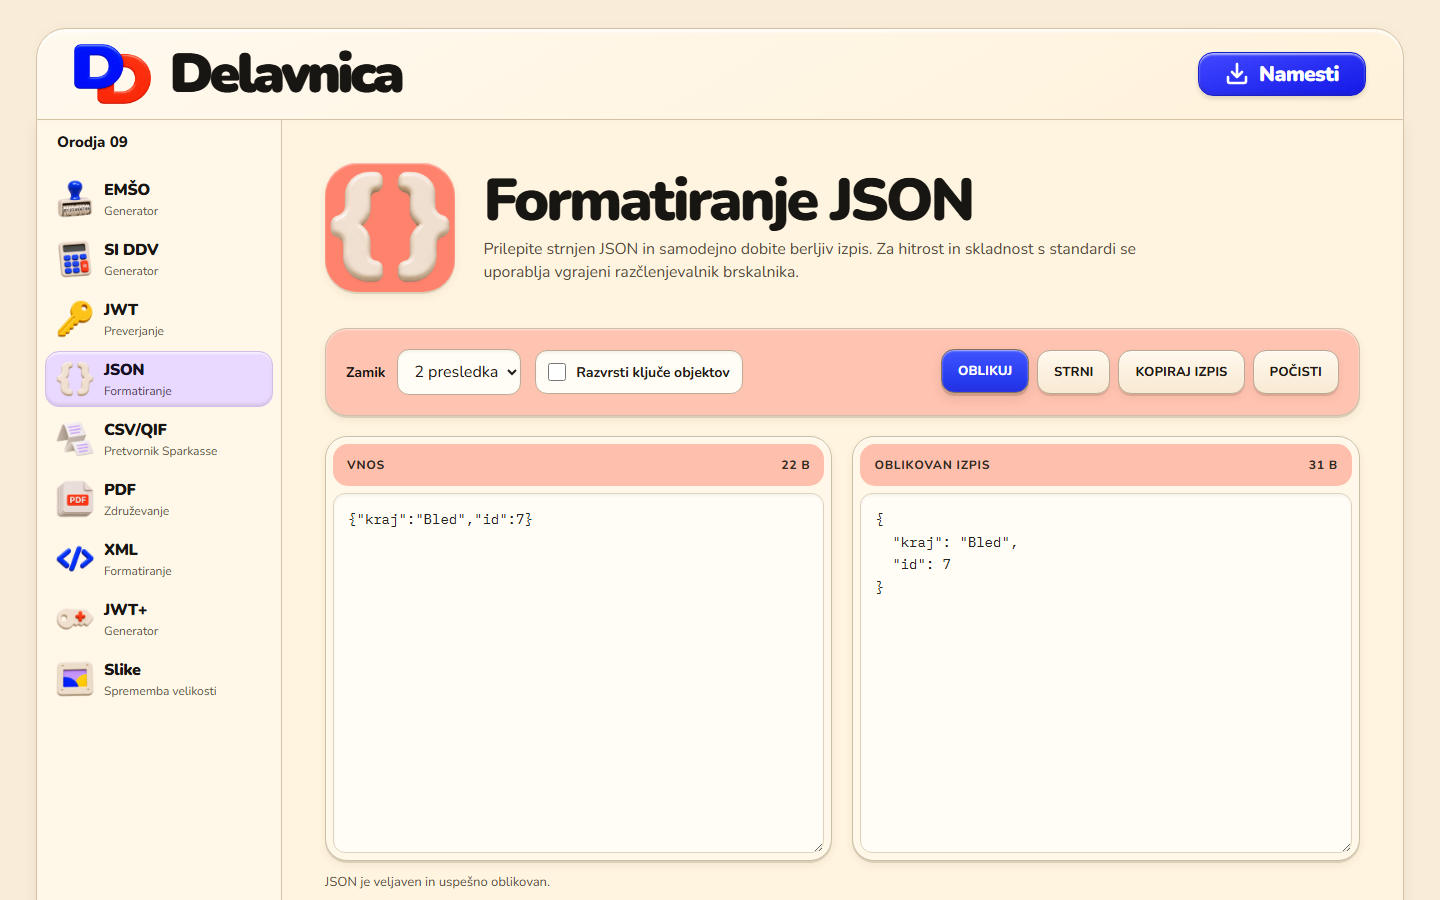 Delavnica
Namesti
Orodja 09
EMŠO
Generator
SI DDV
Generator
JWT
Preverjanje
JSON
Formatiranje
CSV/QIF
Pretvornik Sparkasse
PDF
PDF
Združevanje
XML
Formatiranje
JWT+
Generator
Slike
Sprememba velikosti
Formatiranje JSON
Prilepite strnjen JSON in samodejno dobite berljiv izpis. Za hitrost in skladnost s standardi se
uporablja vgrajeni razčlenjevalnik brskalnika.
Zamik
2 presledka
Razvrsti ključe objektov
OBLIKUJ
STRNI
KOPIRAJ IZPIS
POČISTI
VNOS
22 B
{"kraj":"Bled","id":7}
OBLIKOVAN IZPIS
31 B
{
  "kraj": "Bled",
  "id": 7
}
JSON je veljaven in uspešno oblikovan.